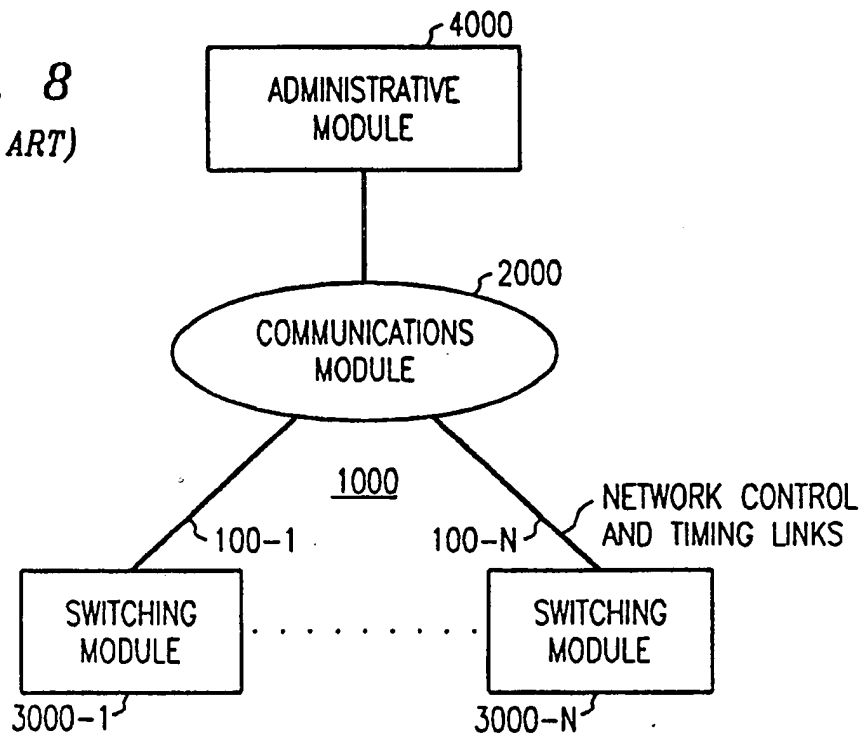 4000
8
ART)
ADMINISTRATIVE
MODULE
2000
COMMUNICATIONS
MODULE
1000
NETWORK CONTROL
AND TIMING LINKS
100-1
100-N
SWITCHING
MODULE
SWITCHING
MODULE
3000-1
3000-N